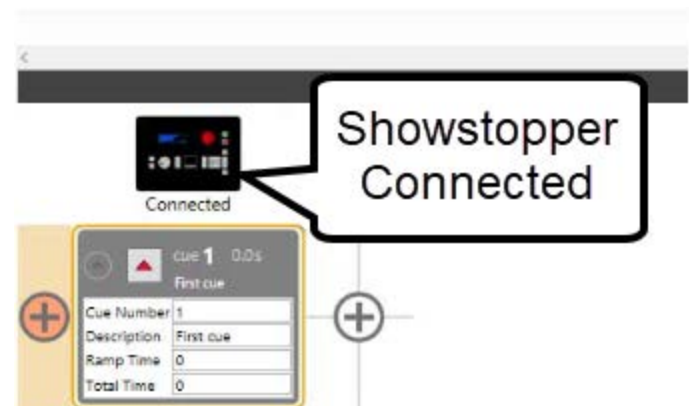 Showstopper
Connected
Connected
cue 1 0.0s
First cue
Cue Number 1
Description First cue
Ramp Time 0
Total Time 0